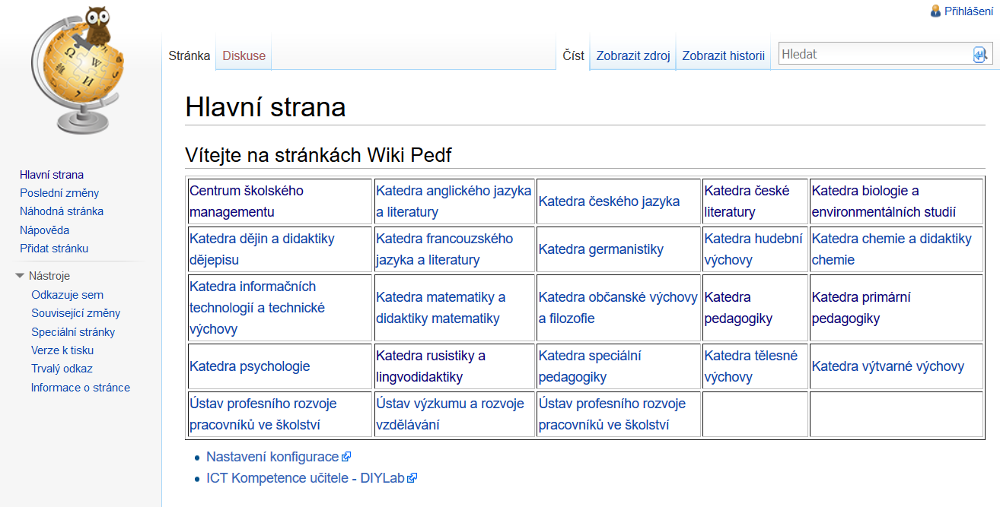 Přihlášení
Stránka Diskuse Číst Zobrazit zdroj Zobrazit historii Hledat
Ω W
И
Hlavní strana
Vítejte na stránkách Wiki Pedf
Hlavní strana
Poslední změny
Náhodná stránka
Nápověda
Přidat stránku
Nástroje
Odkazuje sem
Související změny
Speciální stránky
Verze k tisku
Trvalý odkaz
Informace o stránce
Centrum školského
managementu
Katedra anglického jazyka
a literatury
Katedra českého jazyka
Katedra české
literatury
Katedra biologie a
environmentálních studií
Katedra dějin a didaktiky
dějepisu
Katedra francouzského
jazyka a literatury
Katedra germanistiky
Katedra hudební
výchovy
Katedra chemie a didaktiky
chemie
Katedra informačních
technologií a technické
výchovy
Katedra matematiky a
didaktiky matematiky
Katedra občanské výchovy
a filozofie
Katedra
pedagogiky
Katedra primární
pedagogiky
Katedra psychologie
Katedra rusistiky a
lingvodidaktiky
Katedra speciální
pedagogiky
Katedra tělesné
výchovy
Katedra výtvarné výchovy
Ústav profesního rozvoje
pracovníků ve školství
Ústav výzkumu a rozvoje
vzdělávání
Ústav profesního rozvoje
pracovníků ve školství
Nastavení konfigurace
ICT Kompetence učitele - DIYLab